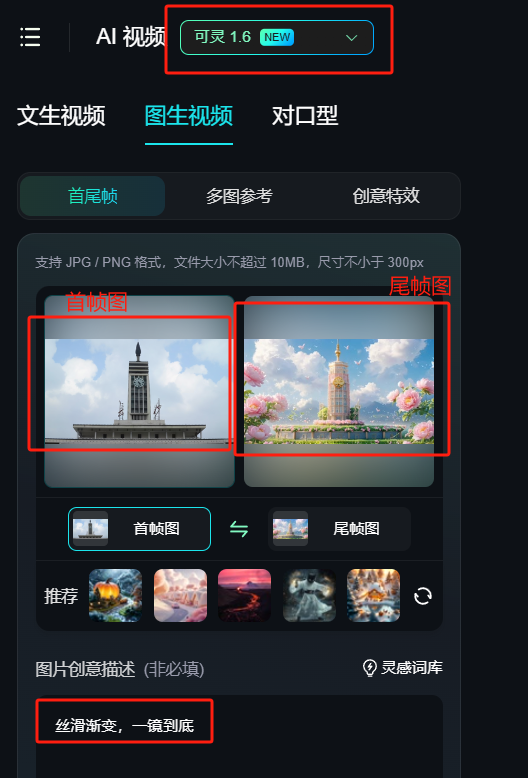 AI 视频
可灵 1.6 NEW
文生视频 图生视频 对口型
首尾帧 多图参考 创意特效
支持 JPG / PNG 格式，文件大小不超过 10MB，尺寸不小于 300px
首帧图 尾帧图
首帧图 尾帧图
推荐
图片创意描述 (非必填) 灵感词库
丝滑渐变，一镜到底